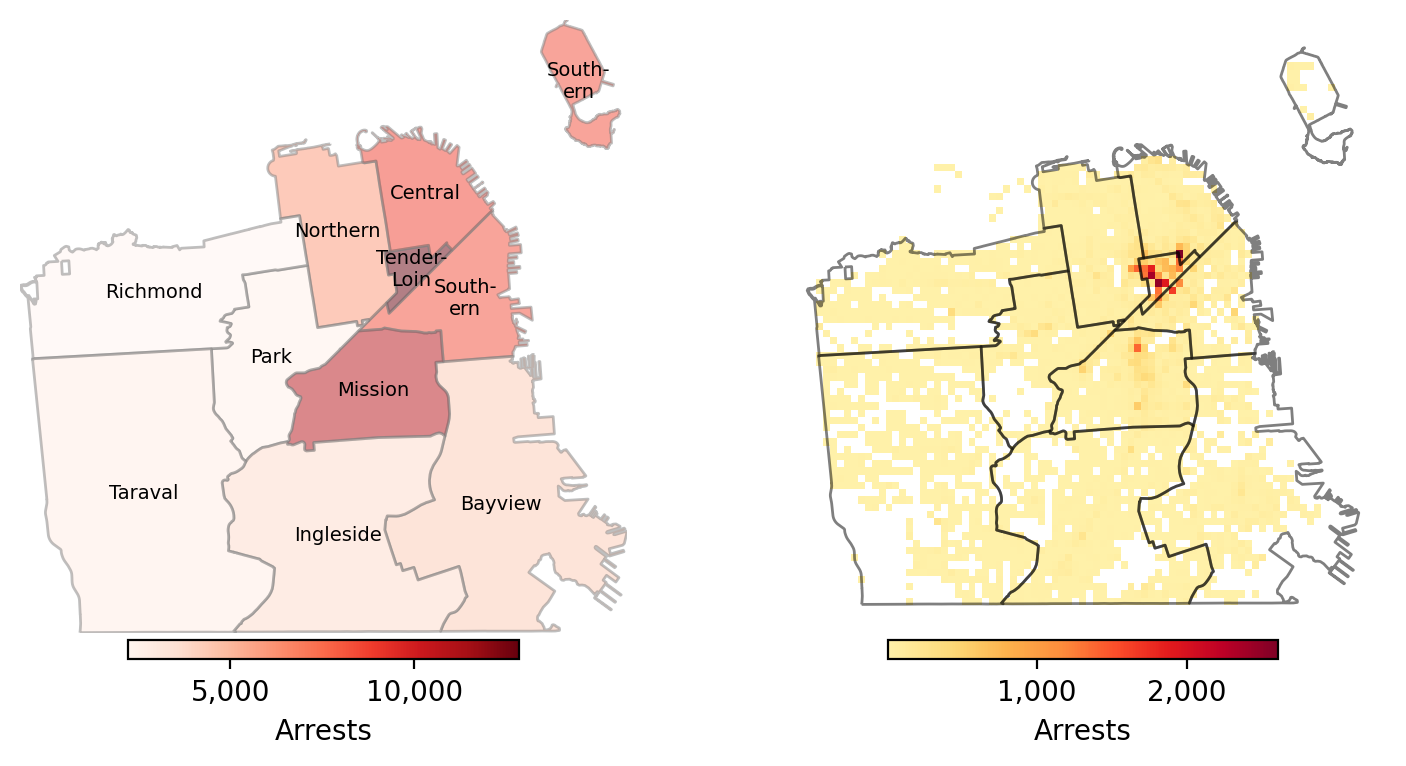 South-
ern
Central
Northern
Tender-
Loin
South-
ern
Richmond
Park
Mission
Taraval
Bayview
Ingleside
5,000 10,000
Arrests
1,000 2,000
Arrests